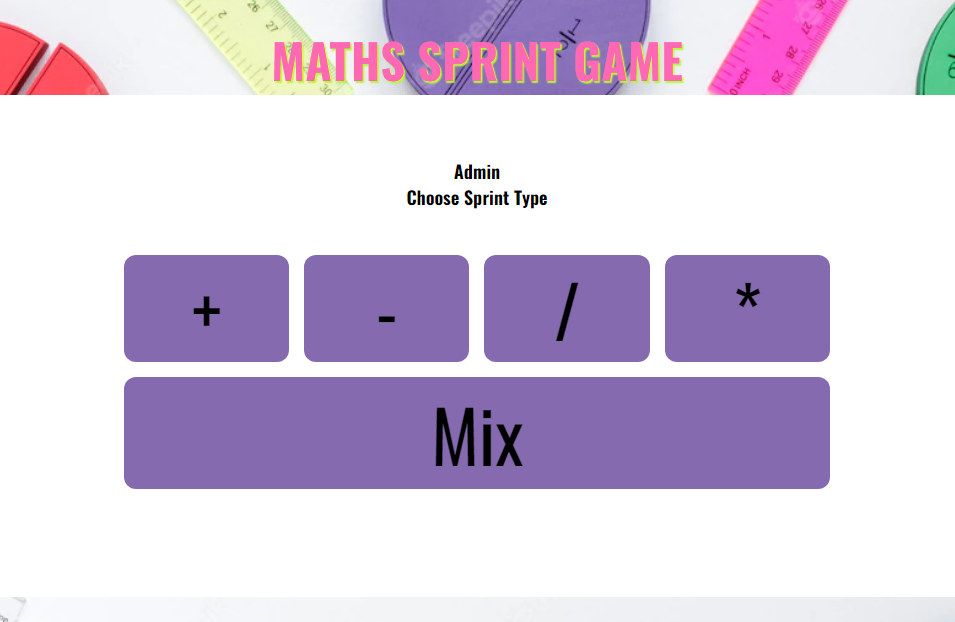 MATHS SPRINT GAME
Admin
Choose Sprint Type
+ - / *
Mix